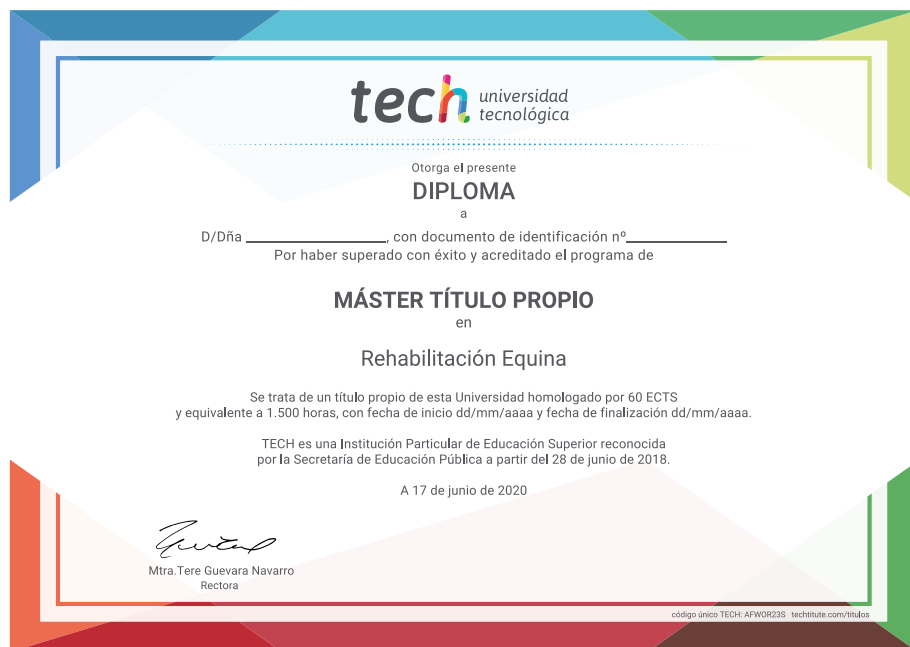 tech universidad
tecnológica
Otorga el presente
DIPLOMA
a
D/Dña ____________________, con documento de identificación nº______________
Por haber superado con éxito y acreditado el programa de
MÁSTER TÍTULO PROPIO
en
Rehabilitación Equina
Se trata de un título propio de esta Universidad homologado por 60 ECTS
y equivalente a 1.500 horas, con fecha de inicio dd/mm/aaaa y fecha de finalización dd/mm/aaaa.
TECH es una Institución Particular de Educación Superior reconocida
por la Secretaría de Educación Pública a partir del 28 de junio de 2018.
A 17 de junio de 2020
Mtra.Tere Guevara Navarro
Rectora
código único TECH: AFWOR23S techtitute.com/titulos